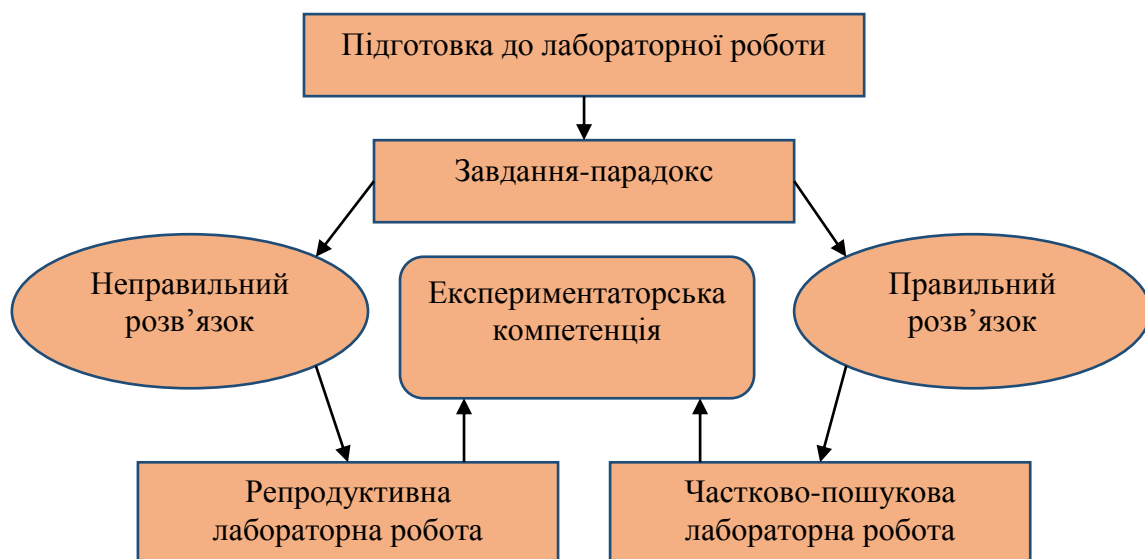 Підготовка до лабораторної роботи
Завдання-парадокс
Неправильний
розв’язок
Експериментаторська
компетенція
Правильний
розв’язок
Репродуктивна
лабораторна робота
Частково-пошукова
лабораторна робота